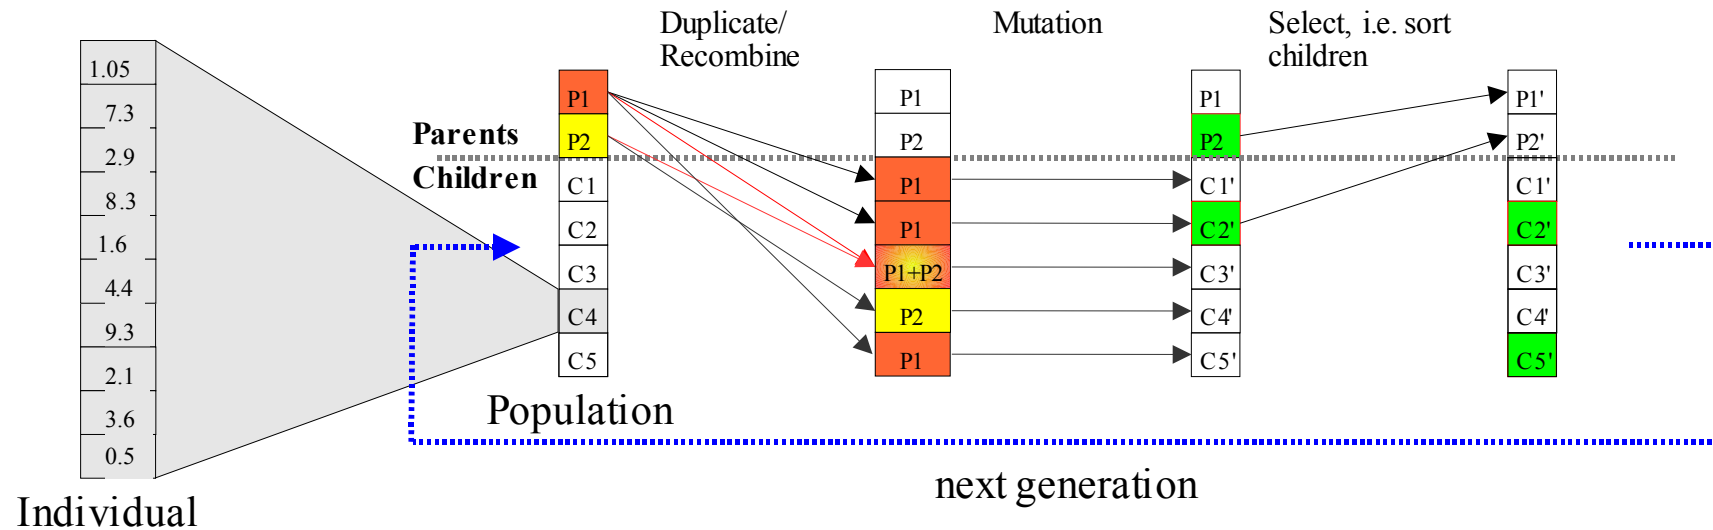 Duplicate/
Recombine
Mutation
Select, i.e. sort
children
1.05
7.3
2.9
8.3
1.6
4.4
9.3
2.1
3.6
0.5
Individual
Parents
Children
P1
P2
C1
C2
C3
C4
C5
Population
P1
P2
P1
P1
P1+P2
P2
P1
P1
P2
C1'
C2'
C3'
C4'
C5'
P1'
P2'
C1'
C2'
C3'
C4'
C5'
next generation